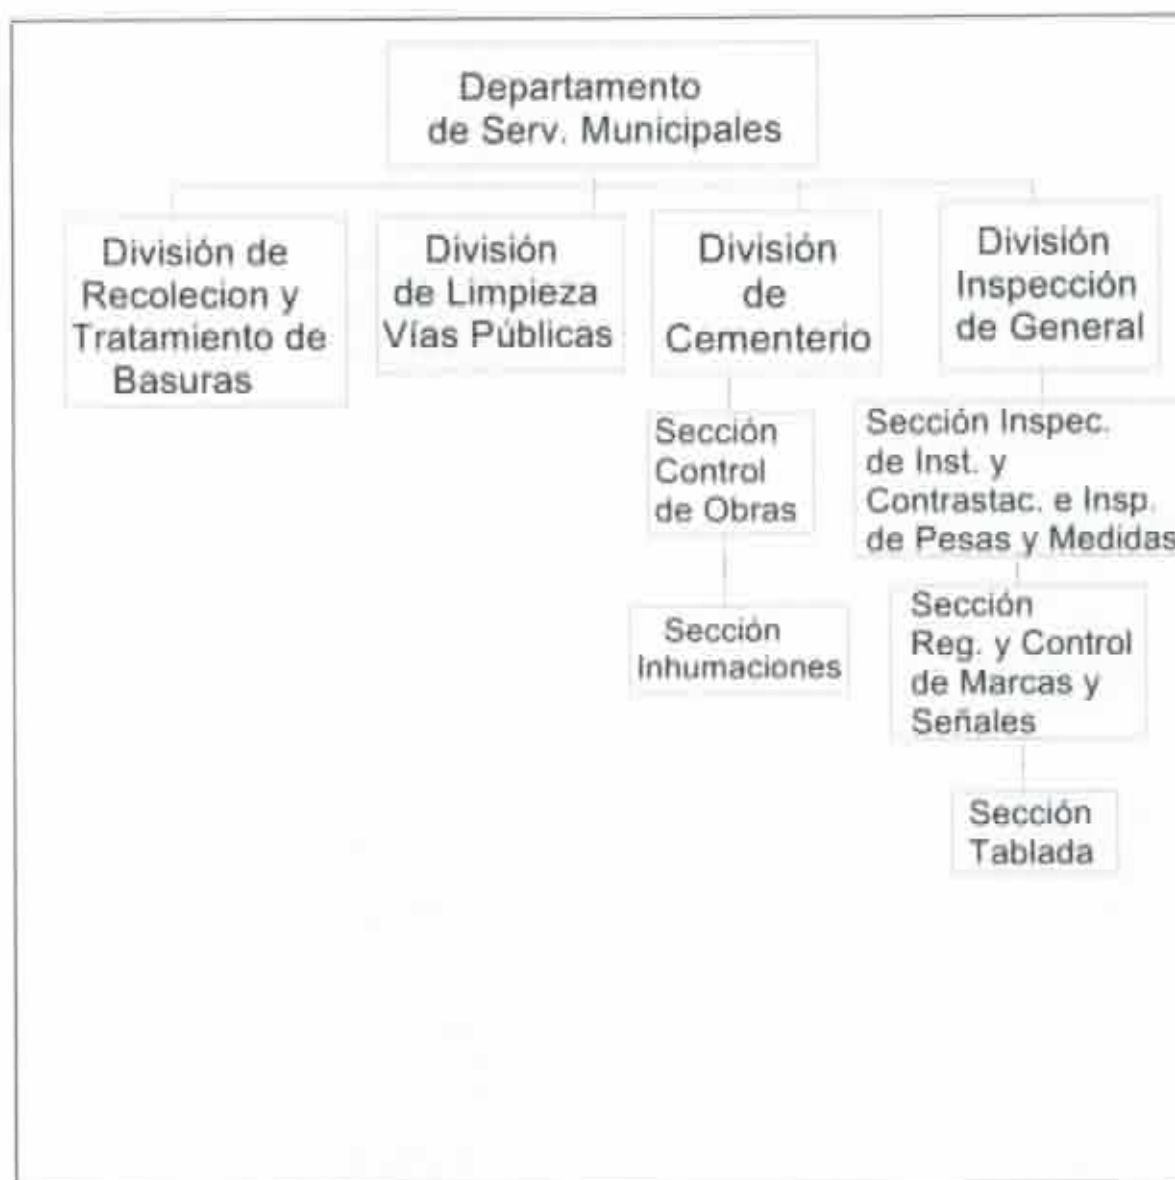 Departamento
de Serv. Municipales
División de
Recolecion y
Tratamiento de
Basuras
División
de Limpieza
Vías Públicas
División
de
Cementerio
División
Inspección
de General
Sección
Control
de Obras
Sección
Inhumaciones
Sección Inspec.
de Inst. y
Contrastac. e Insp.
de Pesas y Medidas
Sección
Reg. y Control
de Marcas y
Señales
Sección
Tablada